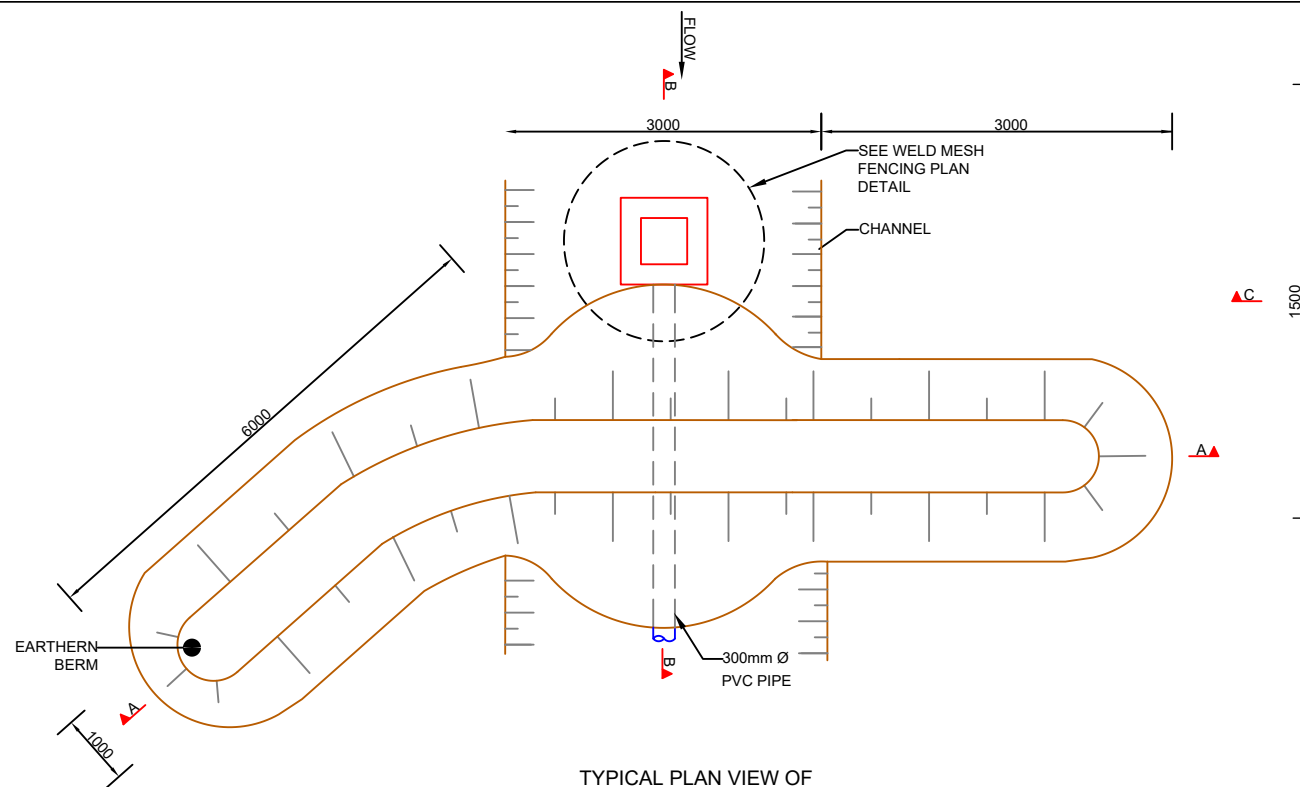 FLOW
B
3000
3000
SEE WELD MESH
FENCING PLAN
DETAIL
CHANNEL
C
1500
6000
A
EARTHERN
BERM
B
300mm Ø
PVC PIPE
A
1000
TYPICAL PLAN VIEW OF